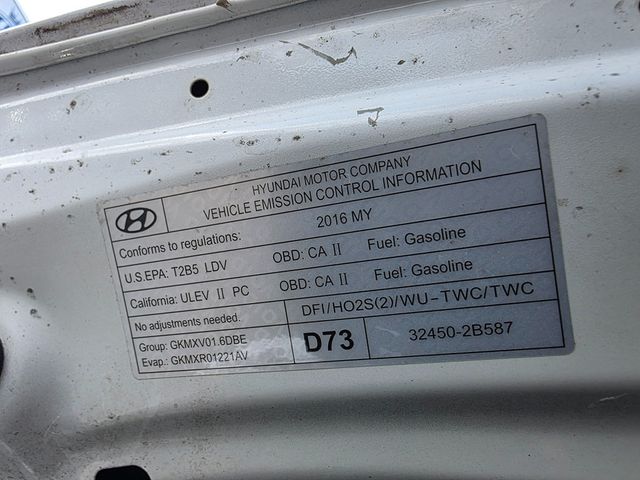 HYUNDAI MOTOR COMPANY
VEHICLE EMISSION CONTROL INFORMATION
Conforms to regulations: 2016 MY
U.S.EPA: T2B5 LDV OBD: CA II Fuel: Gasoline
California: ULEV II PC OBD: CA II Fuel: Gasoline
No adjustments needed. DFI/HO2S(2)/WU-TWC/TWC
Group: GKMXV01.6DBE
Evap.: GKMXR01221AV
D73
32450-2B587